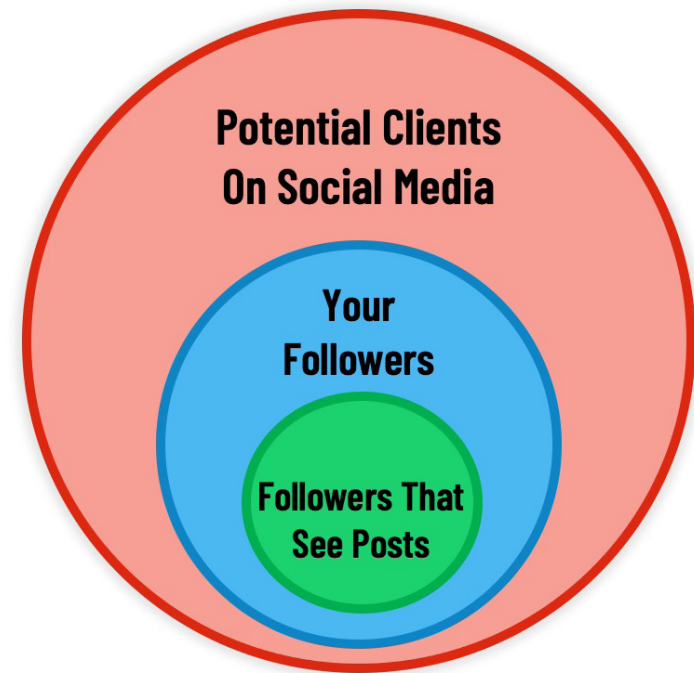 Potential Clients
On Social Media
Your
Followers
Followers That
See Posts